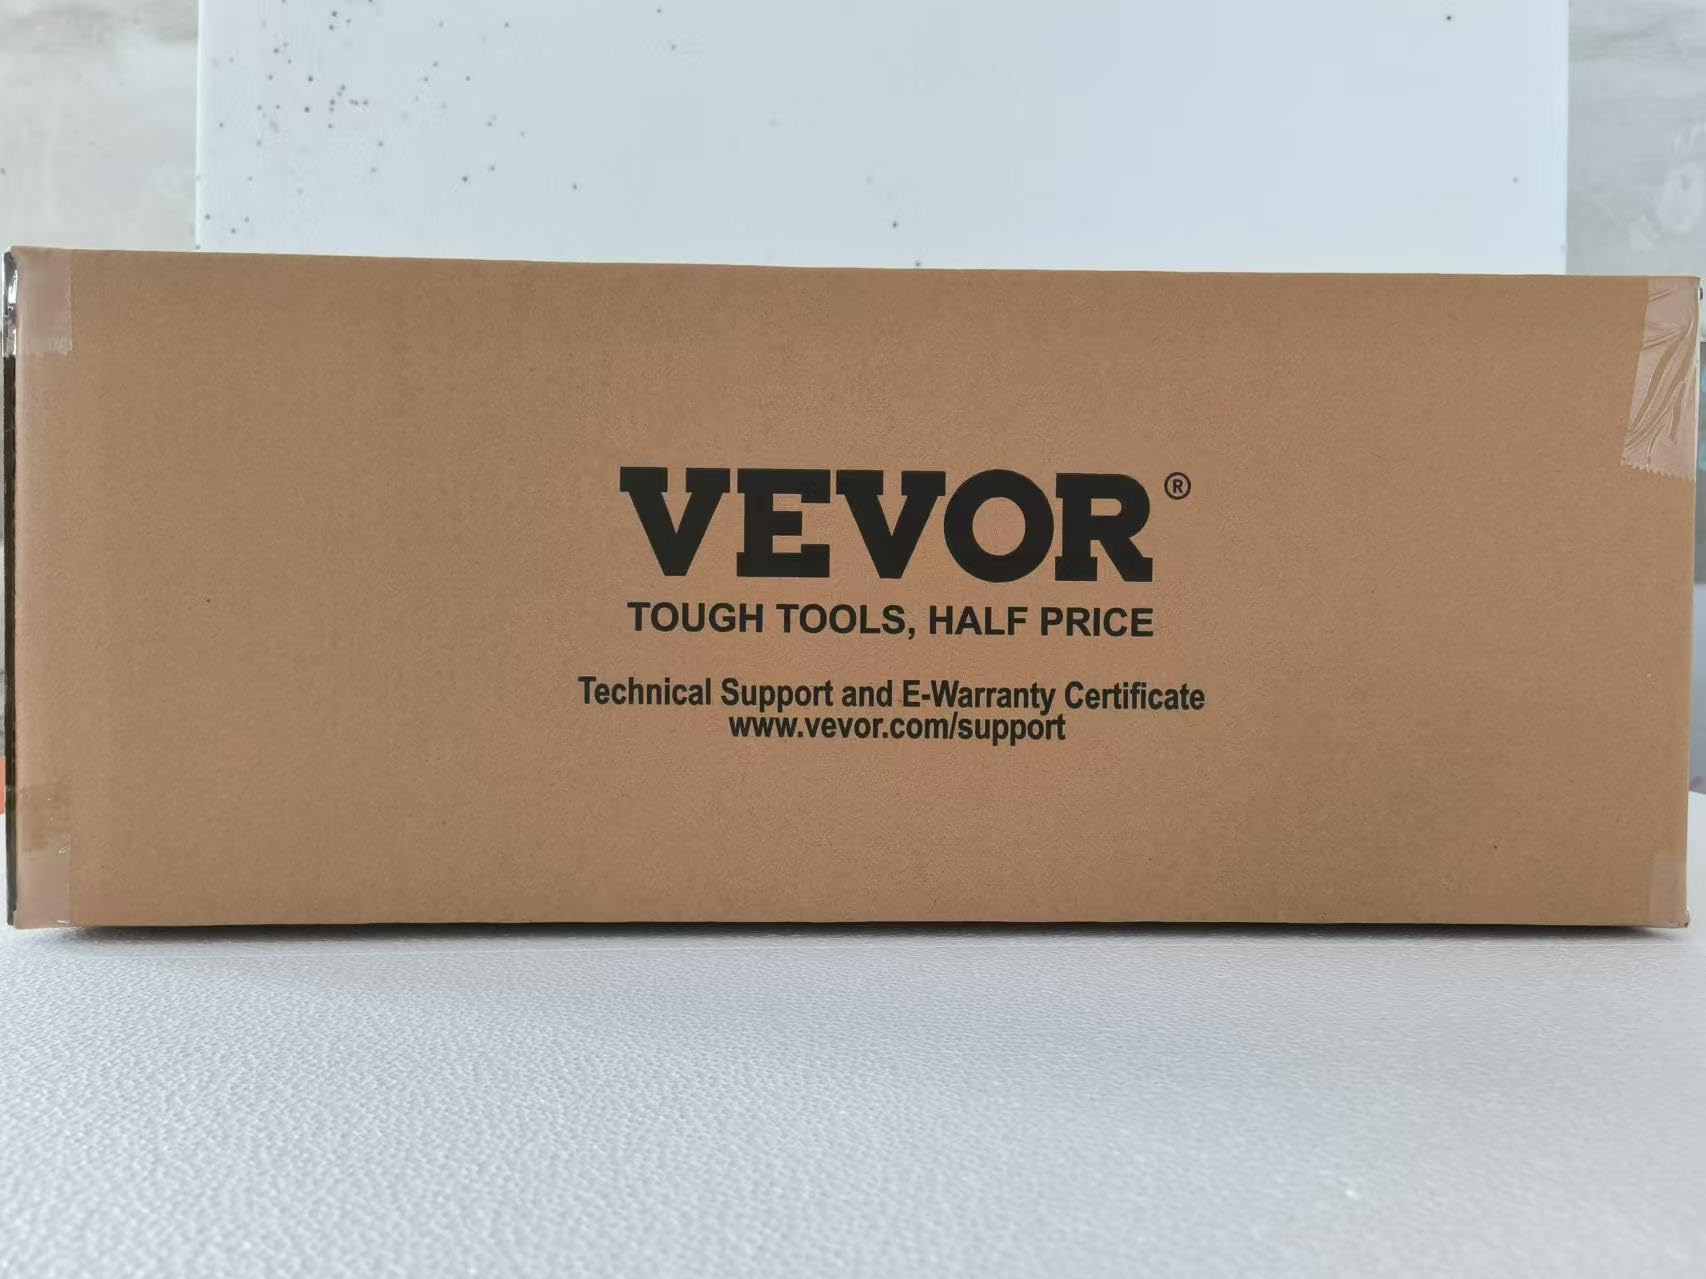 VEVOR®
TOUGH TOOLS, HALF PRICE
Technical Support and E-Warranty Certificate
www.vevor.com/support